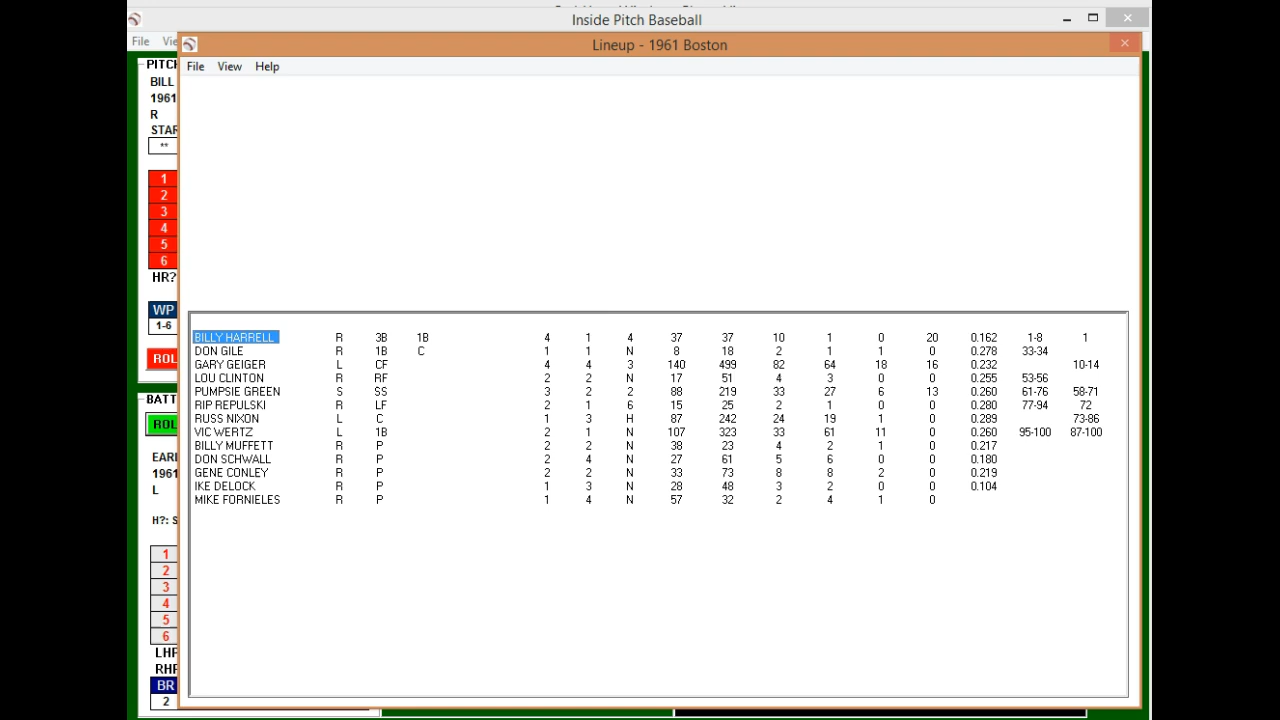 Inside Pitch Baseball
File
Lineup - 1961 Boston
File View Help
BILL
1961
R
STAR
**
1
2
3
4
5
6
HR?
WP
1-6
ROL
BATT
ROL
EARL
1961
L
H?: S
1
2
3
4
5
6
LHP
RHP
BR
2
BILLY HARRELL R 3B 1B 4 1 4 37 37 10 1 0 20 0.162 1-8 1
DON GILE R 1B C 1 1 N 8 18 2 1 1 0 0.278 33-34
GARY GEIGER L CF 4 4 3 140 499 82 64 18 16 0.232 10-14
LOU CLINTON R RF 2 2 N 17 51 4 3 0 0 0.255 53-56
PUMPSIE GREEN S SS 3 2 2 88 219 33 27 6 13 0.260 61-76 58-71
RIP REPULSKI R LF 2 1 6 15 25 2 1 0 0 0.280 77-94 72
RUSS NIXON L C 1 3 H 87 242 24 19 1 0 0.289 73-86
VIC WERTZ L 1B 2 1 N 107 323 33 61 11 0 0.260 95-100 87-100
BILLY MUFFETT R P 2 2 N 38 23 4 2 1 0 0.217
DON SCHWALL R P 2 4 N 27 61 5 6 0 0 0.180
GENE CONLEY R P 2 2 N 33 73 8 8 2 0 0.219
IKE DELOCK R P 1 3 N 28 48 3 2 0 0 0.104
MIKE FORNIELES R P 1 4 N 57 32 2 4 1 0